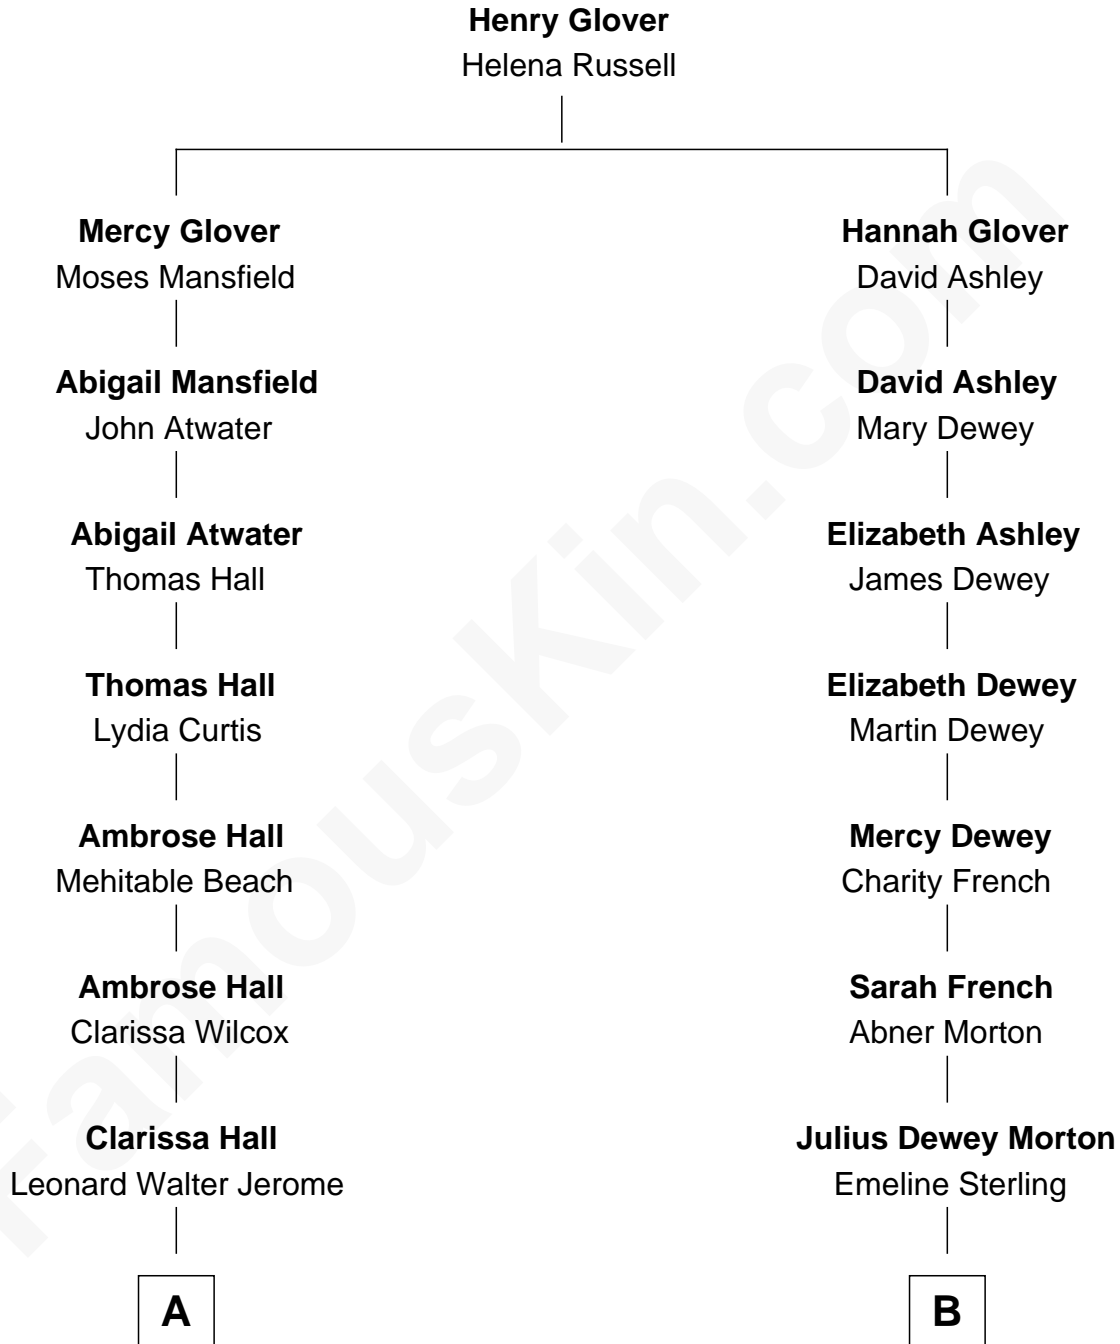 Henry Glover
Helena Russell
Mercy Glover
Moses Mansfield
Hannah Glover
David Ashley
Abigail Mansfield
John Atwater
David Ashley
Mary Dewey
Abigail Atwater
Thomas Hall
Elizabeth Ashley
James Dewey
Thomas Hall
Lydia Curtis
Elizabeth Dewey
Martin Dewey
Ambrose Hall
Mehitable Beach
Mercy Dewey
Charity French
Ambrose Hall
Clarissa Wilcox
Sarah French
Abner Morton
Clarissa Hall
Leonard Walter Jerome
Julius Dewey Morton
Emeline Sterling
A
B
FamousKin.com